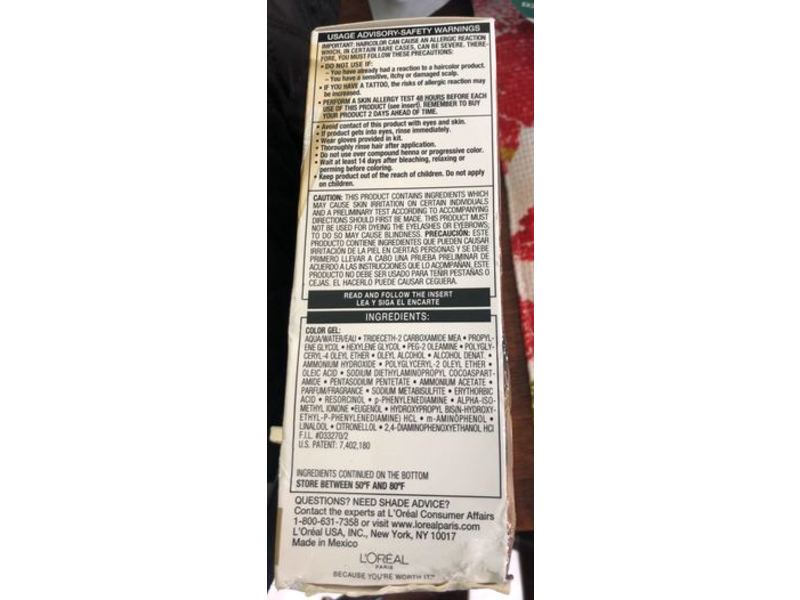 USAGE ADVISORY-SAFETY WARNINGS
IMPORTANT: HAIRCOLOR CAN CAUSE AN ALLERGIC REACTION
WHICH, IN CERTAIN RARE CASES, CAN BE SEVERE. THERE-
FORE, YOU MUST FOLLOW THESE PRECAUTIONS:
• DO NOT USE IF:
– You have already had a reaction to a haircolor product.
– You have a sensitive, itchy or damaged scalp.
• IF YOU HAVE A TATTOO, the risks of allergic reaction may
be increased.
• PERFORM A SKIN ALLERGY TEST 48 HOURS BEFORE EACH
USE OF THIS PRODUCT (see insert). REMEMBER TO BUY
YOUR PRODUCT 2 DAYS AHEAD OF TIME.
• Avoid contact of this product with eyes and skin.
• If product gets into eyes, rinse immediately.
• Wear gloves provided in kit.
• Thoroughly rinse hair after application.
• Do not use over compound henna or progressive color.
• Wait at least 14 days after bleaching, relaxing or
perming before coloring.
• Keep product out of the reach of children. Do not apply
on children.
CAUTION: THIS PRODUCT CONTAINS INGREDIENTS WHICH
MAY CAUSE SKIN IRRITATION ON CERTAIN INDIVIDUALS
AND A PRELIMINARY TEST ACCORDING TO ACCOMPANYING
DIRECTIONS SHOULD FIRST BE MADE. THIS PRODUCT MUST
NOT BE USED FOR DYEING THE EYELASHES OR EYEBROWS;
TO DO SO MAY CAUSE BLINDNESS. PRECAUCIÓN: ESTE
PRODUCTO CONTIENE INGREDIENTES QUE PUEDEN CAUSAR
IRRITACIÓN DE LA PIEL EN CIERTAS PERSONAS Y SE DEBE
PRIMERO LLEVAR A CABO UNA PRUEBA PRELIMINAR DE
ACUERDO A LAS INSTRUCCIONES QUE LO ACOMPAÑAN, ESTE
PRODUCTO NO DEBE SER USADO PARA TEÑIR PESTAÑAS O
CEJAS. EL HACERLO PUEDE CAUSAR CEGUERA.
READ AND FOLLOW THE INSERT
LEA Y SIGA EL ENCARTE
INGREDIENTS:
COLOR GEL:
AQUA/WATER/EAU • TRIDECETH-2 CARBOXAMIDE MEA • PROPYL-
ENE GLYCOL • HEXYLENE GLYCOL • PEG-2 OLEAMINE • POLYGLY-
CERYL-4 OLEYL ETHER • OLEYL ALCOHOL • ALCOHOL DENAT. •
AMMONIUM HYDROXIDE • POLYGLYCERYL-2 OLEYL ETHER •
OLEIC ACID • SODIUM DIETHYLAMINOPROPYL COCOASPART-
AMIDE • PENTASODIUM PENTETATE • AMMONIUM ACETATE •
PARFUM/FRAGRANCE • SODIUM METABISULFITE • ERYTHORBIC
ACID • RESORCINOL • p-PHENYLENEDIAMINE • ALPHA-ISO-
METHYL IONONE •EUGENOL • HYDROXYPROPYL BIS(N-HYDROXY-
ETHYL-P-PHENYLENEDIAMINE) HCL • m-AMINOPHENOL •
LINALOOL • CITRONELLOL • 2,4-DIAMINOPHENOXYETHANOL HCl
F.I.L. #D33270/2
U.S. PATENT: 7,402,180
INGREDIENTS CONTINUED ON THE BOTTOM
STORE BETWEEN 50°F AND 80°F
QUESTIONS? NEED SHADE ADVICE?
Contact the experts at L'Oréal Consumer Affairs
1-800-631-7358 or visit www.lorealparis.com
L'Oréal USA, INC., New York, NY 10017
Made in Mexico
L'ORÉAL
PARIS
BECAUSE YOU'RE WORTH IT™